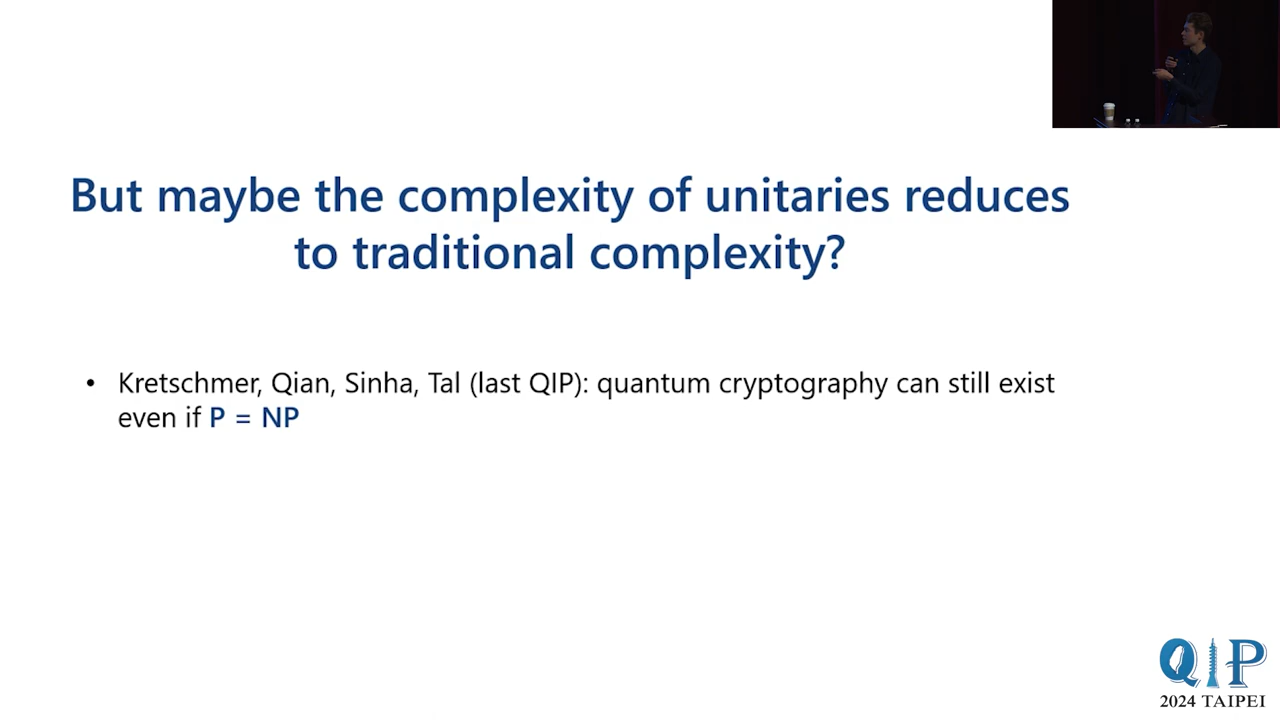 But maybe the complexity of unitaries reduces
to traditional complexity?
• Kretschmer, Qian, Sinha, Tal (last QIP): quantum cryptography can still exist
even if P = NP
QIP
2024 TAIPEI